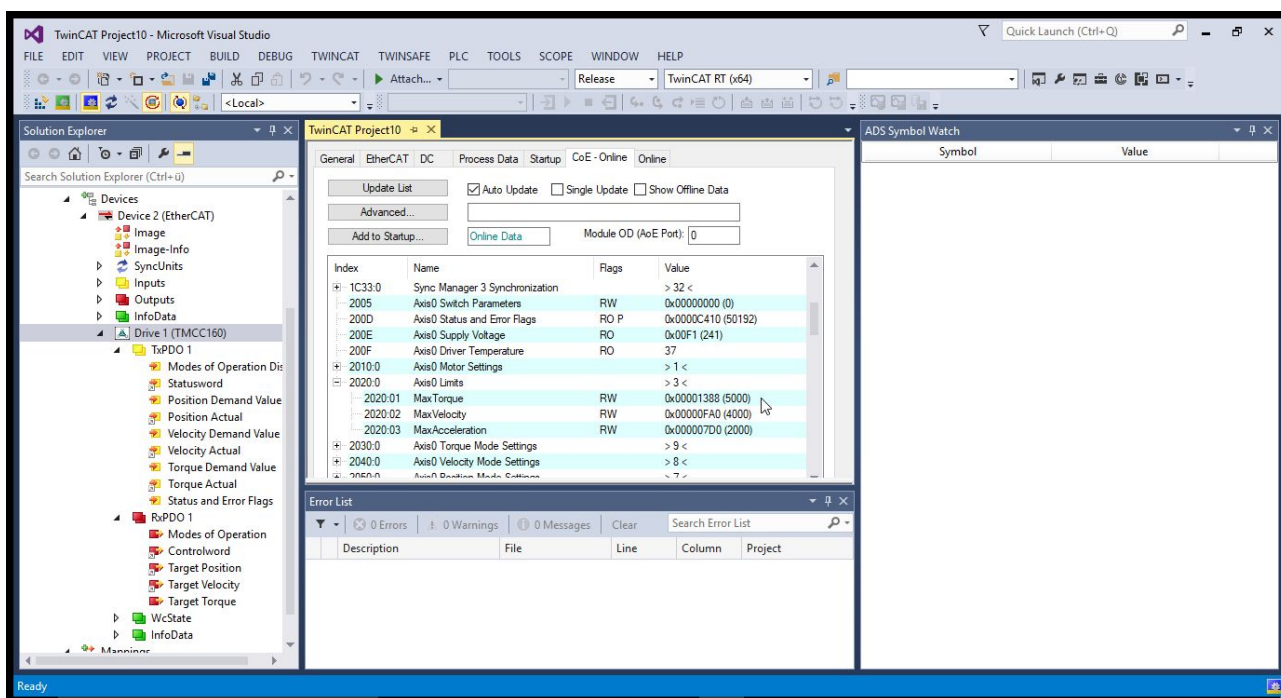 TwinCAT Project10 - Microsoft Visual Studio
Quick Launch (Ctrl+Q)
FILE EDIT VIEW PROJECT BUILD DEBUG TWINCAT TWINSAFE PLC TOOLS SCOPE WINDOW HELP
Attach... Release TwinCAT RT (x64)
<Local>
Solution Explorer
Search Solution Explorer (Ctrl+ü)
Devices
Device 2 (EtherCAT)
Image
Image-Info
SyncUnits
Inputs
Outputs
InfoData
Drive 1 (TMCC160)
TxPDO 1
Modes of Operation Dis
Statusword
Position Demand Value
Position Actual
Velocity Demand Value
Velocity Actual
Torque Demand Value
Torque Actual
Status and Error Flags
RxPDO 1
Modes of Operation
Controlword
Target Position
Target Velocity
Target Torque
WcState
InfoData
Mappings
TwinCAT Project10
General EtherCAT DC Process Data Startup CoE - Online Online
Update List Auto Update Single Update Show Offline Data
Advanced...
Add to Startup... Online Data Module OD (AoE Port): 0
Index Name Flags Value
1C33:0 Sync Manager 3 Synchronization > 32 <
2005 Axis0 Switch Parameters RW 0x00000000 (0)
200D Axis0 Status and Error Flags RO P 0x0000C410 (50192)
200E Axis0 Supply Voltage RO 0x00F1 (241)
200F Axis0 Driver Temperature RO 37
2010:0 Axis0 Motor Settings > 1 <
2020:0 Axis0 Limits > 3 <
2020:01 MaxTorque RW 0x00001388 (5000)
2020:02 MaxVelocity RW 0x00000FA0 (4000)
2020:03 MaxAcceleration RW 0x000007D0 (2000)
2030:0 Axis0 Torque Mode Settings > 9 <
2040:0 Axis0 Velocity Mode Settings > 8 <
2050:0 Axis0 Position Mode Settings > 7 <
Error List
0 Errors 0 Warnings 0 Messages Clear Search Error List
Description File Line Column Project
ADS Symbol Watch
Symbol Value
Ready